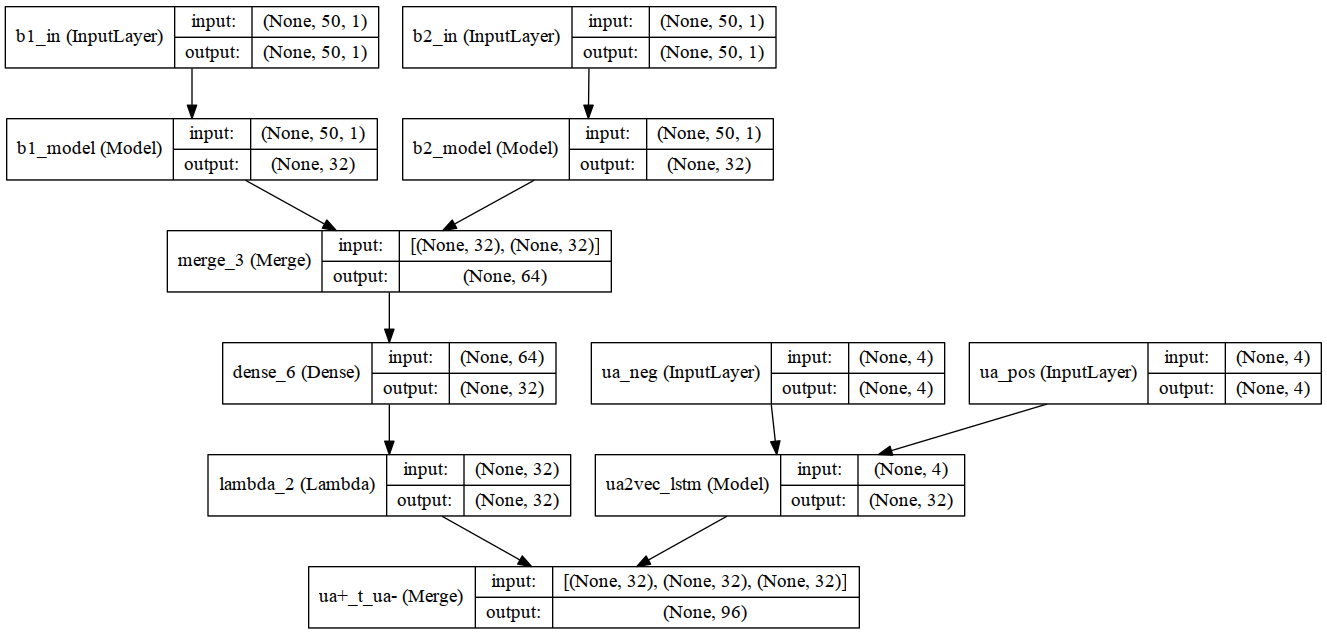 b1_in (InputLayer) input: (None, 50, 1)
output: (None, 50, 1)
b2_in (InputLayer) input: (None, 50, 1)
output: (None, 50, 1)
b1_model (Model) input: (None, 50, 1)
output: (None, 32)
b2_model (Model) input: (None, 50, 1)
output: (None, 32)
merge_3 (Merge) input: [(None, 32), (None, 32)]
output: (None, 64)
dense_6 (Dense) input: (None, 64)
output: (None, 32)
ua_neg (InputLayer) input: (None, 4)
output: (None, 4)
ua_pos (InputLayer) input: (None, 4)
output: (None, 4)
lambda_2 (Lambda) input: (None, 32)
output: (None, 32)
ua2vec_lstm (Model) input: (None, 4)
output: (None, 32)
ua+_t_ua- (Merge) input: [(None, 32), (None, 32), (None, 32)]
output: (None, 96)